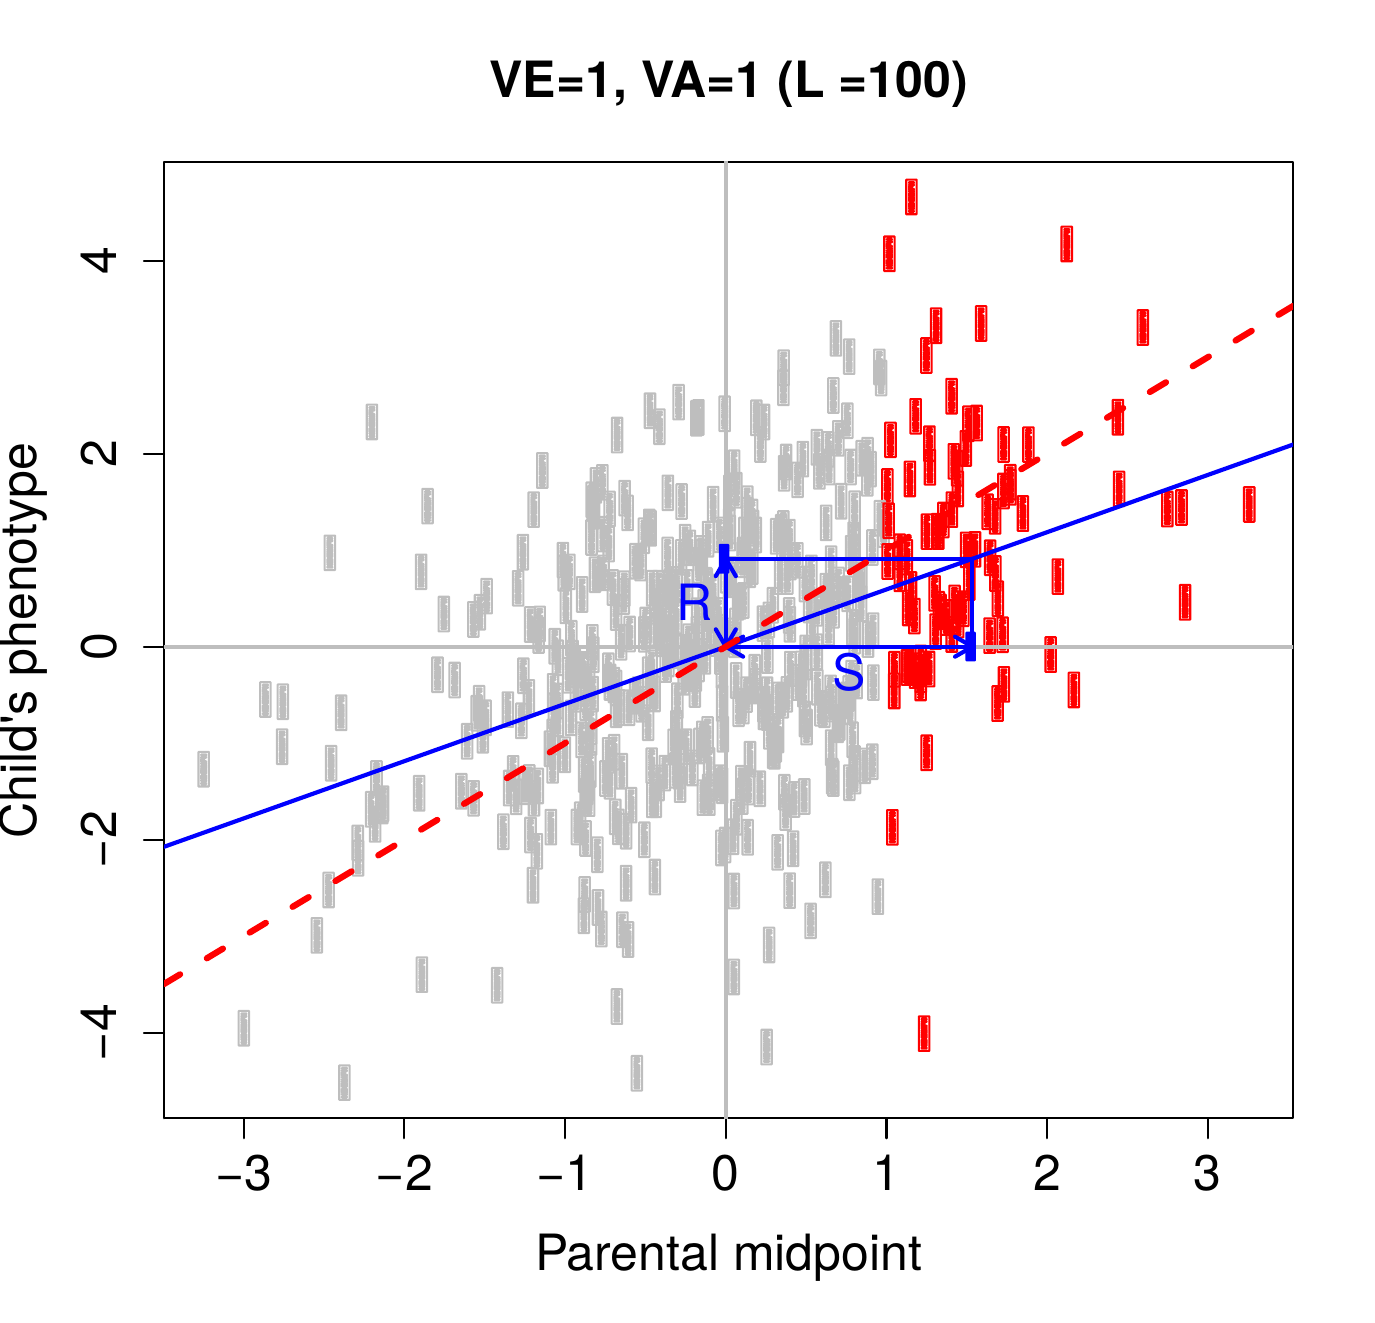 VE=1, VA=1 (L =100)
Child's phenotype
4
2
0
−2
−4
R
S
−3 −2 −1 0 1 2 3
Parental midpoint